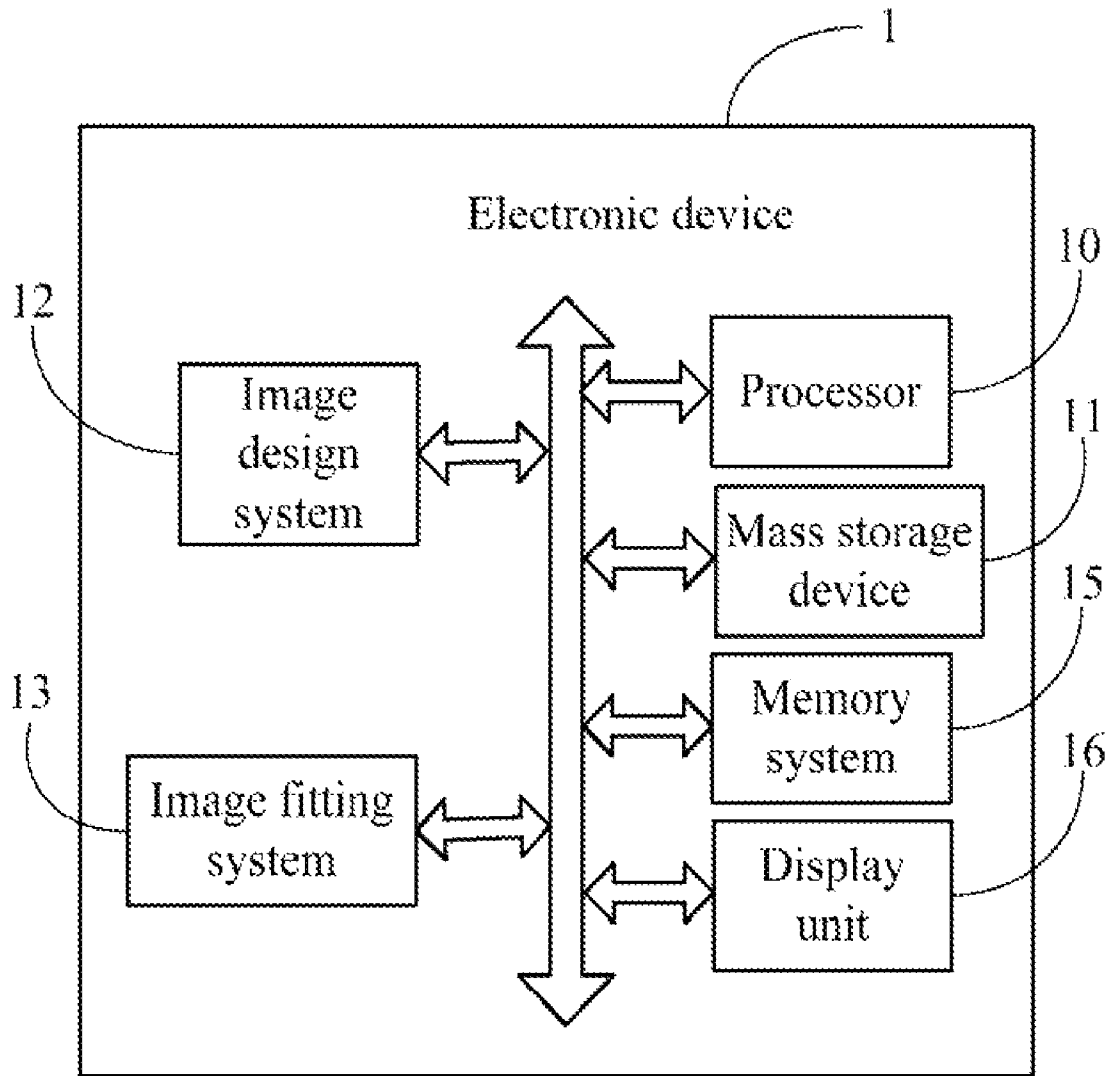 1
Electronic device
10
12
Processor
Image
design
system
11
Mass storage
device
15
13
Memory
system
Image fitting
system
16
Display
unit